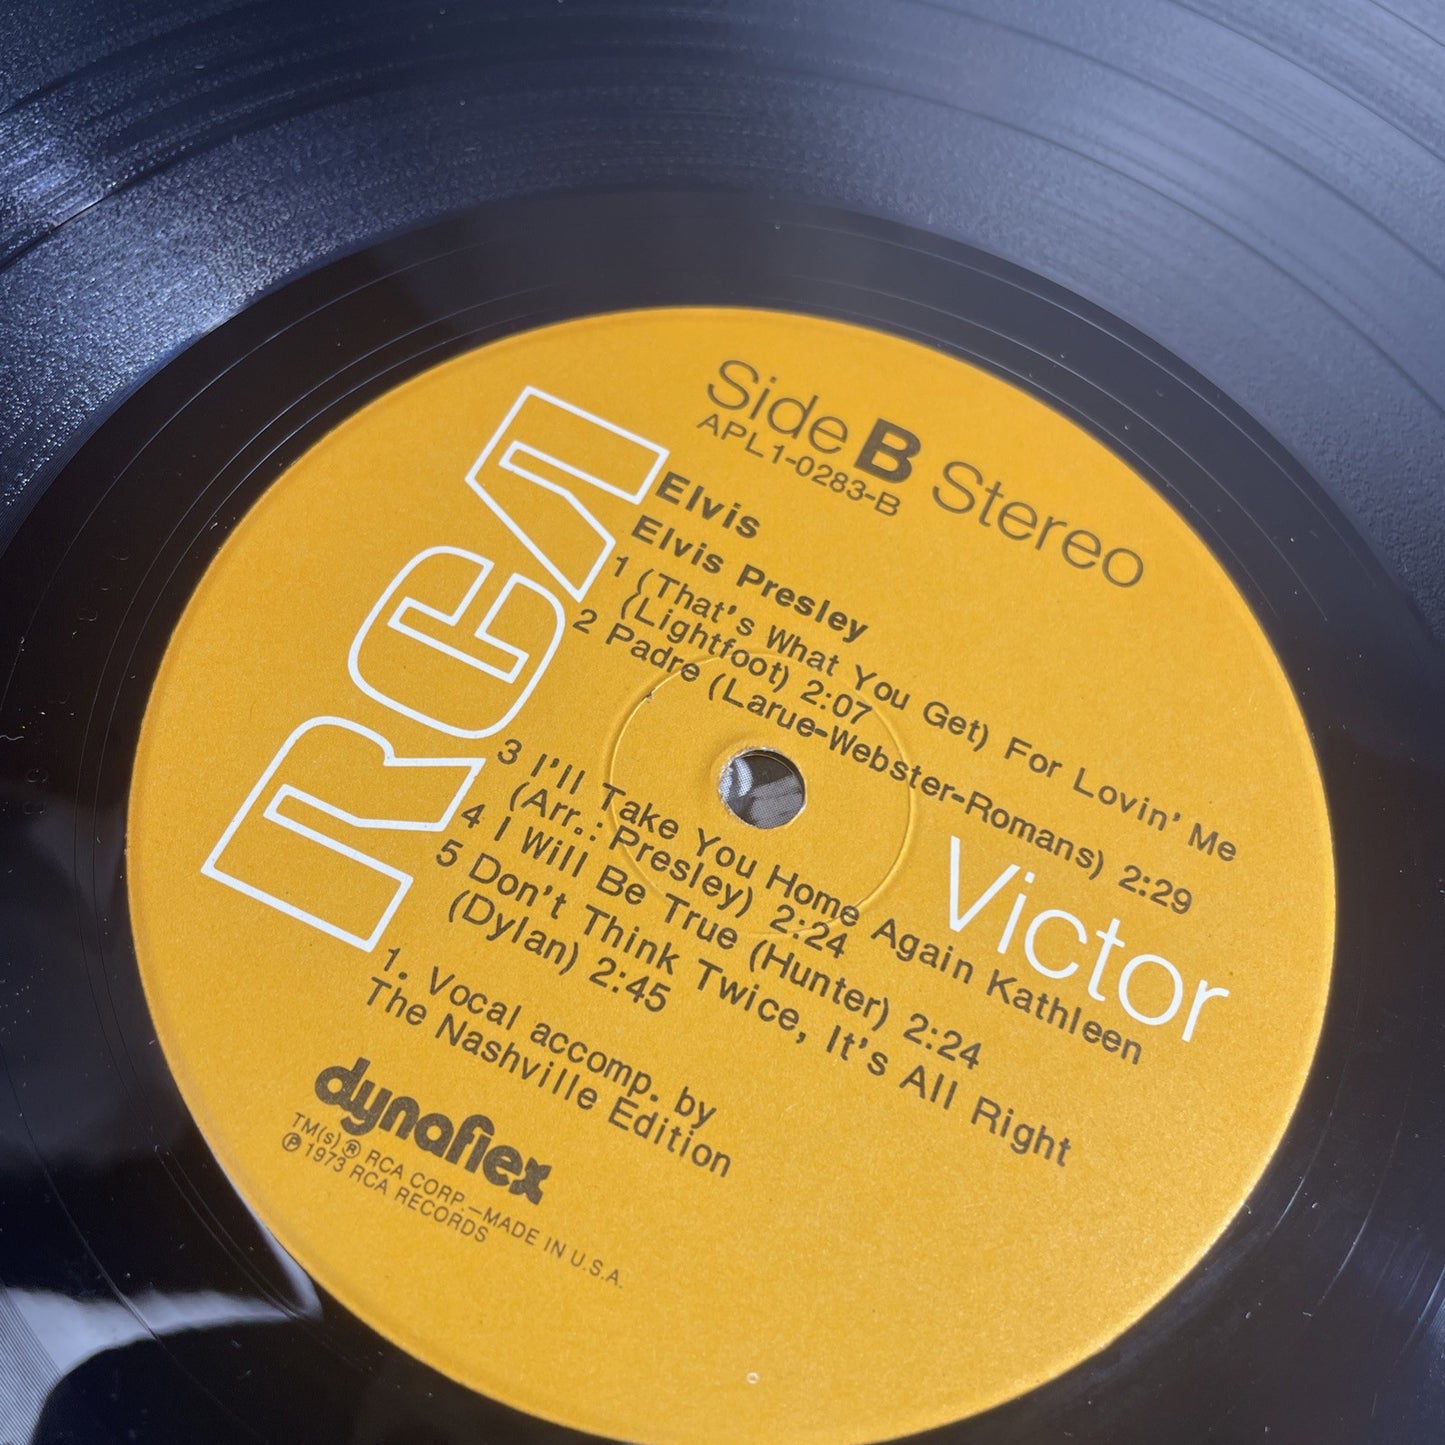 Side B Stereo
APL1-0283-B
RCA
Elvis
Elvis Presley
1 (That's What You Get) For Lovin' Me
(Lightfoot) 2:07
2 Padre (Larue-Webster-Romans) 2:29
Victor
3 I'll Take You Home Again Kathleen
(Arr.: Presley) 2:24
4 I Will Be True (Hunter) 2:24
5 Don't Think Twice, It's All Right
(Dylan) 2:45
1. Vocal accomp. by
The Nashville Edition
dynaflex
TM(s) ® RCA CORP.—MADE IN U.S.A.
℗ 1973 RCA RECORDS